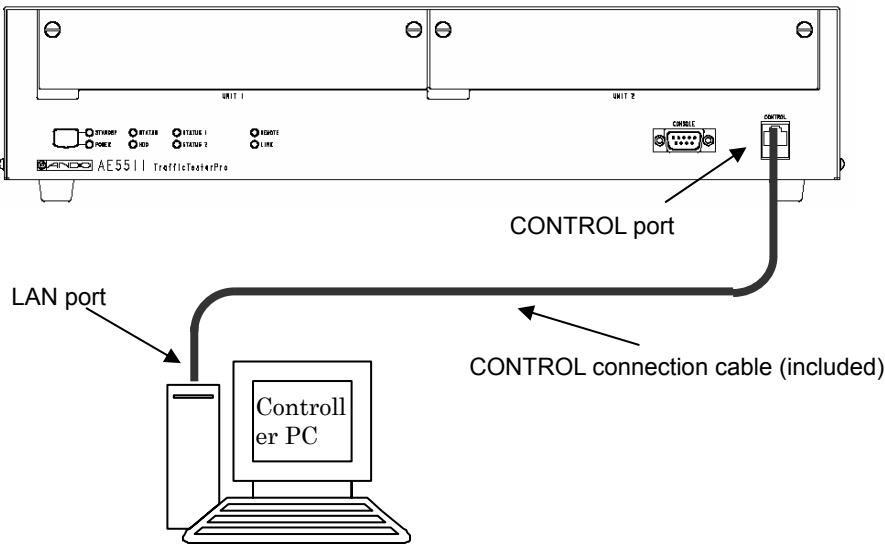 UNIT 1
UNIT 2
STANDBY STATUS STATUS 1 REMOTE
POWER HDD STATUS 2 LINK
CONSOLE
CONTROL
ANDO AE5511 TrafficTesterPro
CONTROL port
LAN port
CONTROL connection cable (included)
Controll
er PC